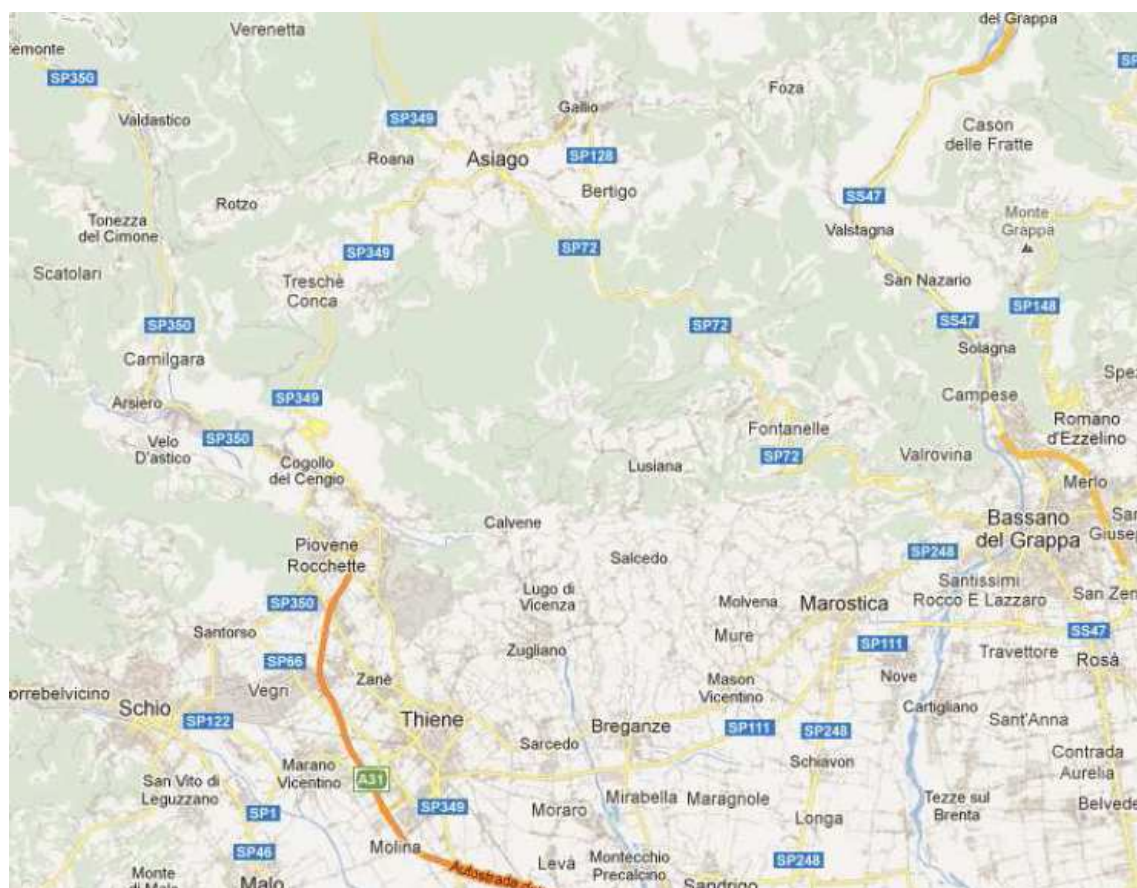 del Grappa
Verenetta
SP350
Valdastico
SP349
Gallio
Foza
Cason
delle Fratte
Roana
Asiago
SP128
Bertigo
SS47
Rotzo
Tonezza
del Cimone
Monte
Grappa
Valstagna
SP349
SP72
Scatolari
Tresché
Conca
San Nazario
SP148
SP350
SP72
SS47
Solagna
Camilgara
Campese
Arsiero
SP349
Romano
d'Ezzelino
Velo
D'astico
SP350
Fontanelle
SP72
Valrovina
Lusiana
Cogollo
del Cengio
Merlo
Calvene
Bassano
del Grappa
Piovene
Rocchette
Salcedo
SP248
Santissimi
Rocco E Lazzaro
Lugo di
Vicenza
SP350
Molvena
Marostica
Santorso
Mure
SS47
Zugliano
SP111
Travettore
Rosà
SP66
Vegri
Zanè
Mason
Vicentino
Nove
Schio
SP122
Thiene
Breganze
SP111
SP248
Cartigliano
Sant'Anna
Sarcedo
Marano
Vicentino
Schiavon
Contrada
Aurelia
San Vito di
Leguzzano
A31
SP1
SP349
Moraro
Mirabella
Maragnole
Longa
Tezze sul
Brenta
Molina
SP46
Malo
Autostrada
Levà
Montecchio
Precalcino
SP248
Sandrigo
Monte